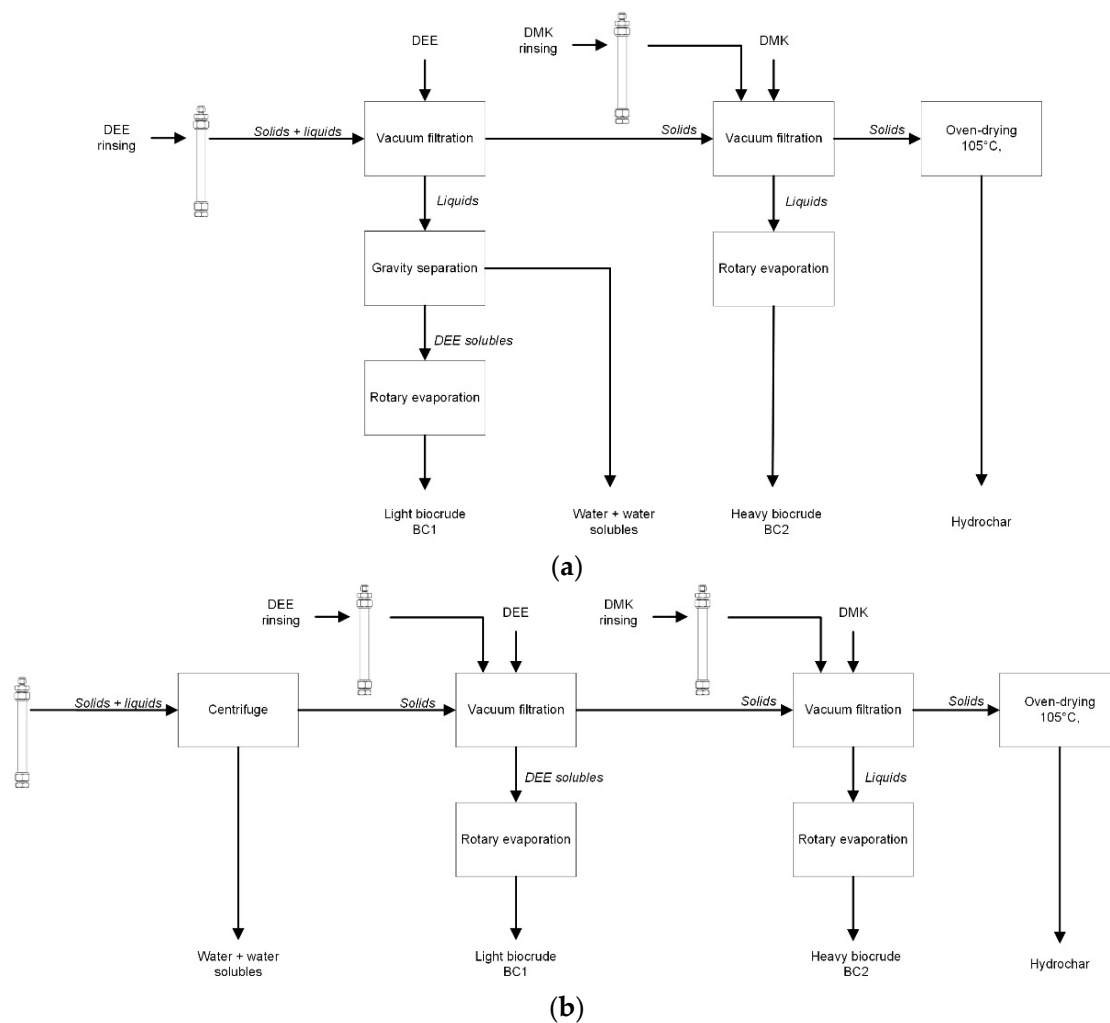 DEE
DMK
rinsing
DMK
DEE
rinsing
Solids + liquids
Vacuum filtration
Solids
Vacuum filtration
Solids
Oven-drying
105°C,
Liquids
Liquids
Gravity separation
Rotary evaporation
DEE solubles
Rotary evaporation
Light biocrude
BC1
Water + water
solubles
Heavy biocrude
BC2
Hydrochar
(a)
DEE
rinsing
DEE
DMK
rinsing
DMK
Solids + liquids
Centrifuge
Solids
Vacuum filtration
Solids
Vacuum filtration
Solids
Oven-drying
105°C,
DEE solubles
Liquids
Rotary evaporation
Rotary evaporation
Water + water
solubles
Light biocrude
BC1
Heavy biocrude
BC2
Hydrochar
(b)